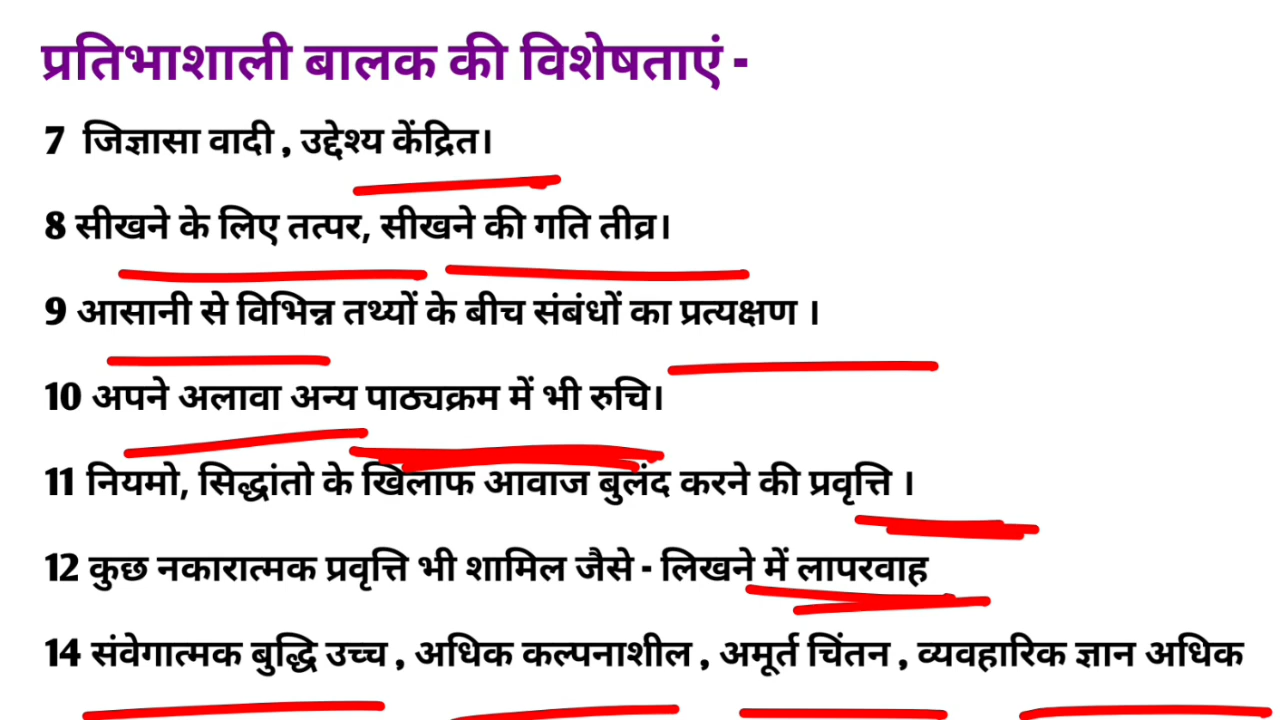 प्रतिभाशाली बालक की विशेषताएं -
7 जिज्ञासा वादी , उद्देश्य केंद्रित।
8 सीखने के लिए तत्पर, सीखने की गति तीव्र।
9 आसानी से विभिन्न तथ्यों के बीच संबंधों का प्रत्यक्षण ।
10 अपने अलावा अन्य पाठ्यक्रम में भी रुचि।
11 नियमो, सिद्धांतो के खिलाफ आवाज बुलंद करने की प्रवृत्ति ।
12 कुछ नकारात्मक प्रवृत्ति भी शामिल जैसे - लिखने में लापरवाह
14 संवेगात्मक बुद्धि उच्च , अधिक कल्पनाशील , अमूर्त चिंतन , व्यवहारिक ज्ञान अधिक